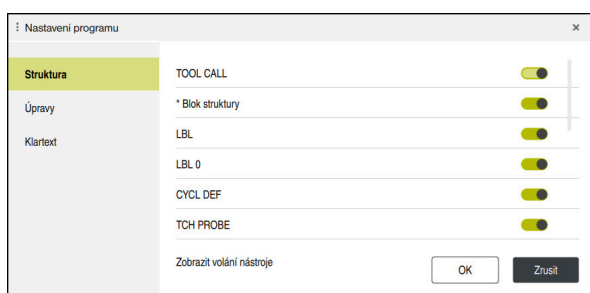 Nastavení programu
Struktura
TOOL CALL
* Blok struktury
Úpravy
LBL
Klartext
LBL 0
CYCL DEF
TCH PROBE
Zobrazit volání nástroje
OK
Zrusit